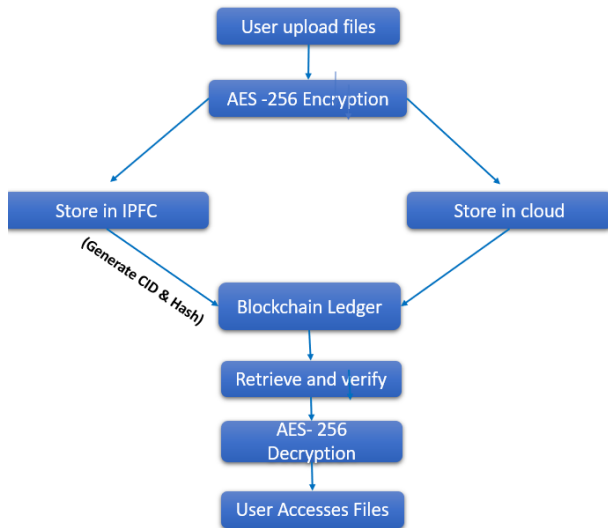 User upload files
AES -256 Encryption
Store in IPFC
Store in cloud
(Generate CID & Hash)
Blockchain Ledger
Retrieve and verify
AES- 256
Decryption
User Accesses Files